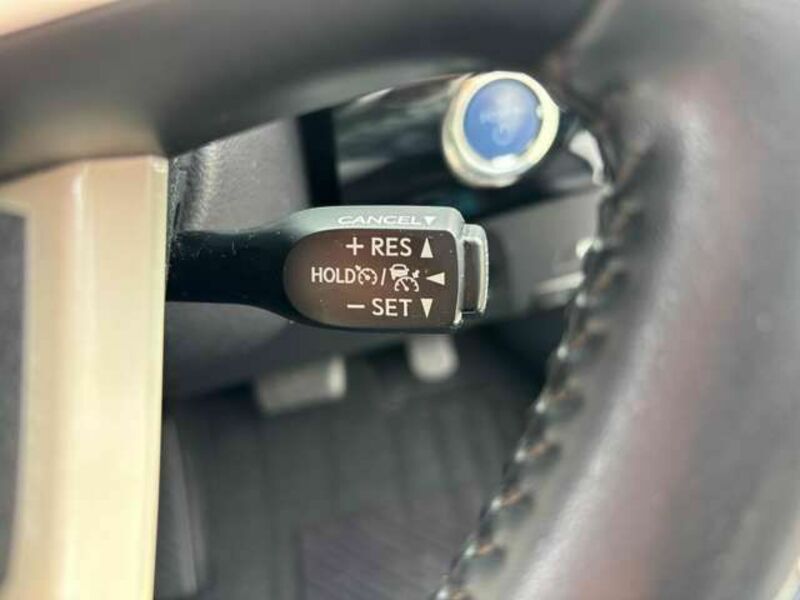 CANCEL▼
+ RES ▲
HOLD / ◄
− SET ▼